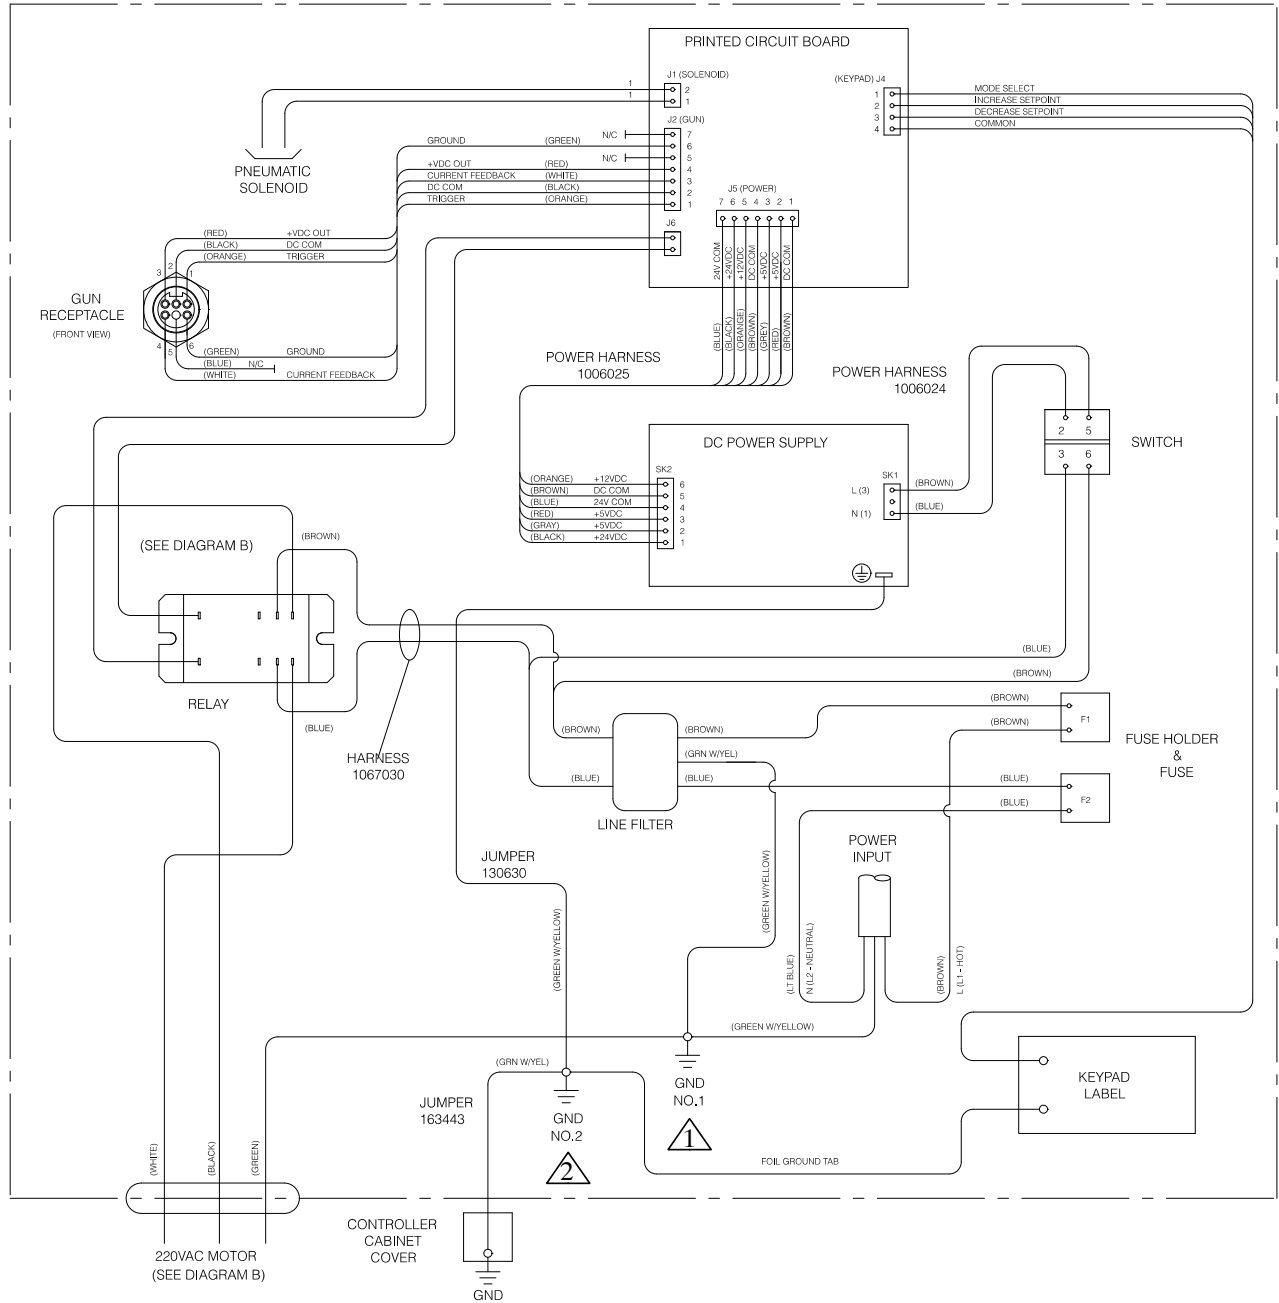 PRINTED CIRCUIT BOARD
J1 (SOLENOID)
1
2
1
1
(KEYPAD) J4
1
MODE SELECT
2
INCREASE SETPOINT
3
DECREASE SETPOINT
4
COMMON
J2 (GUN)
N/C
7
GROUND
(GREEN)
6
N/C
5
+VDC OUT
(RED)
4
CURRENT FEEDBACK
(WHITE)
3
DC COM
(BLACK)
2
TRIGGER
(ORANGE)
1
PNEUMATIC
SOLENOID
J6
J5 (POWER)
7 6 5 4 3 2 1
24V COM
+24VDC
+12VDC
DC COM
+5VDC
+5VDC
DC COM
(BLUE)
(BLACK)
(ORANGE)
(BROWN)
(GREY)
(RED)
(BROWN)
(RED)
+VDC OUT
(BLACK)
DC COM
(ORANGE)
TRIGGER
3
2
1
GUN
RECEPTACLE
(FRONT VIEW)
4
5
6
(GREEN)
GROUND
(BLUE)
N/C
(WHITE)
CURRENT FEEDBACK
POWER HARNESS
1006025
POWER HARNESS
1006024
2 5
3 6
SWITCH
DC POWER SUPPLY
SK2
(ORANGE)
+12VDC
6
(BROWN)
DC COM
5
(BLUE)
24V COM
4
(RED)
+5VDC
3
(GRAY)
+5VDC
2
(BLACK)
+24VDC
1
SK1
L (3)
(BROWN)
N (1)
(BLUE)
(SEE DIAGRAM B)
(BROWN)
RELAY
(BLUE)
HARNESS
1067030
(BLUE)
(BROWN)
(BROWN)
(BROWN)
(GRN W/YEL)
(BLUE)
(BLUE)
LINE FILTER
(BROWN)
(BROWN)
F1
FUSE HOLDER
&
FUSE
(BLUE)
(BLUE)
F2
POWER
INPUT
JUMPER
130630
(GREEN W/YELLOW)
(GREEN W/YELLOW)
(LT BLUE)
N (L2 - NEUTRAL)
(BROWN)
L (L1 - HOT)
(GREEN W/YELLOW)
(GRN W/YEL)
GND
NO.1
1
GND
NO.2
2
JUMPER
163443
KEYPAD
LABEL
FOIL GROUND TAB
(WHITE)
(BLACK)
(GREEN)
220VAC MOTOR
(SEE DIAGRAM B)
CONTROLLER
CABINET
COVER
GND